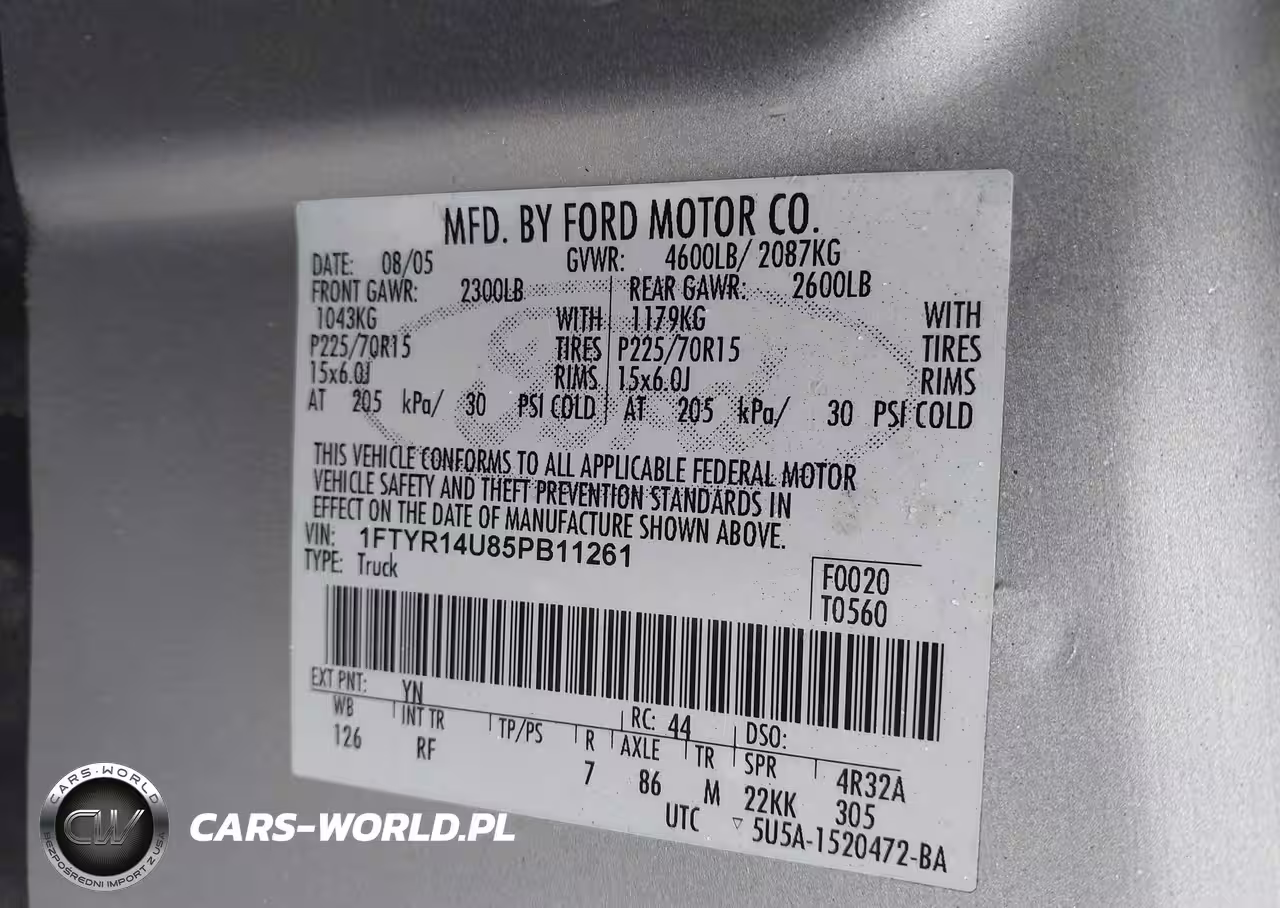 MFD. BY FORD MOTOR CO.
DATE: 08/05 GVWR: 4600LB/ 2087KG
FRONT GAWR: 2300LB REAR GAWR: 2600LB
1043KG WITH 1179KG WITH
P225/70R15 TIRES P225/70R15 TIRES
15x6.0J RIMS 15x6.0J RIMS
AT 205 kPa/ 30 PSI COLD AT 205 kPa/ 30 PSI COLD
THIS VEHICLE CONFORMS TO ALL APPLICABLE FEDERAL MOTOR
VEHICLE SAFETY AND THEFT PREVENTION STANDARDS IN
EFFECT ON THE DATE OF MANUFACTURE SHOWN ABOVE.
VIN: 1FTYR14U85PB11261
TYPE: Truck
F0020
T0560
EXT PNT: YN RC: 44 DSO:
WB INT TR TP/PS R AXLE TR SPR 4R32A
126 RF 7 86 M 22KK 305
UTC ▽ 5U5A-1520472-BA
CARS-WORLD
CW
BEZPOŚREDNI IMPORT Z USA
CARS-WORLD.PL